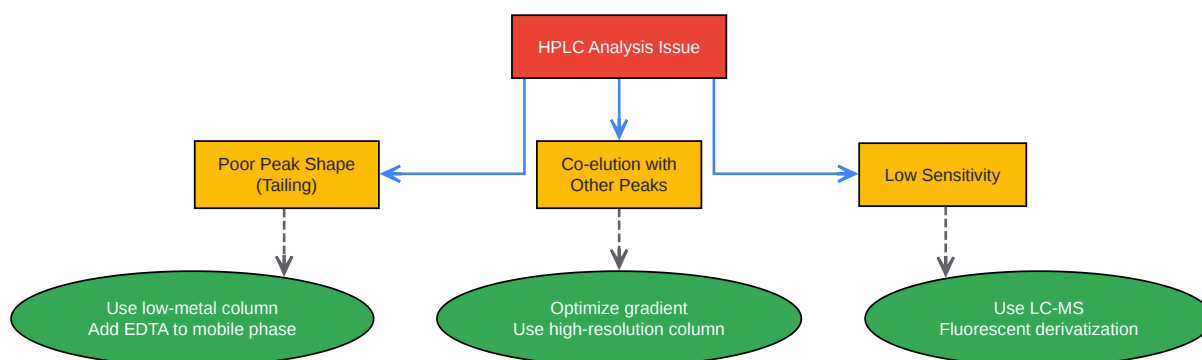 HPLC Analysis Issue
Poor Peak Shape
(Tailing)
Co-elution with
Other Peaks
Low Sensitivity
Use low-metal column
Add EDTA to mobile phase
Optimize gradient
Use high-resolution column
Use LC-MS
Fluorescent derivatization